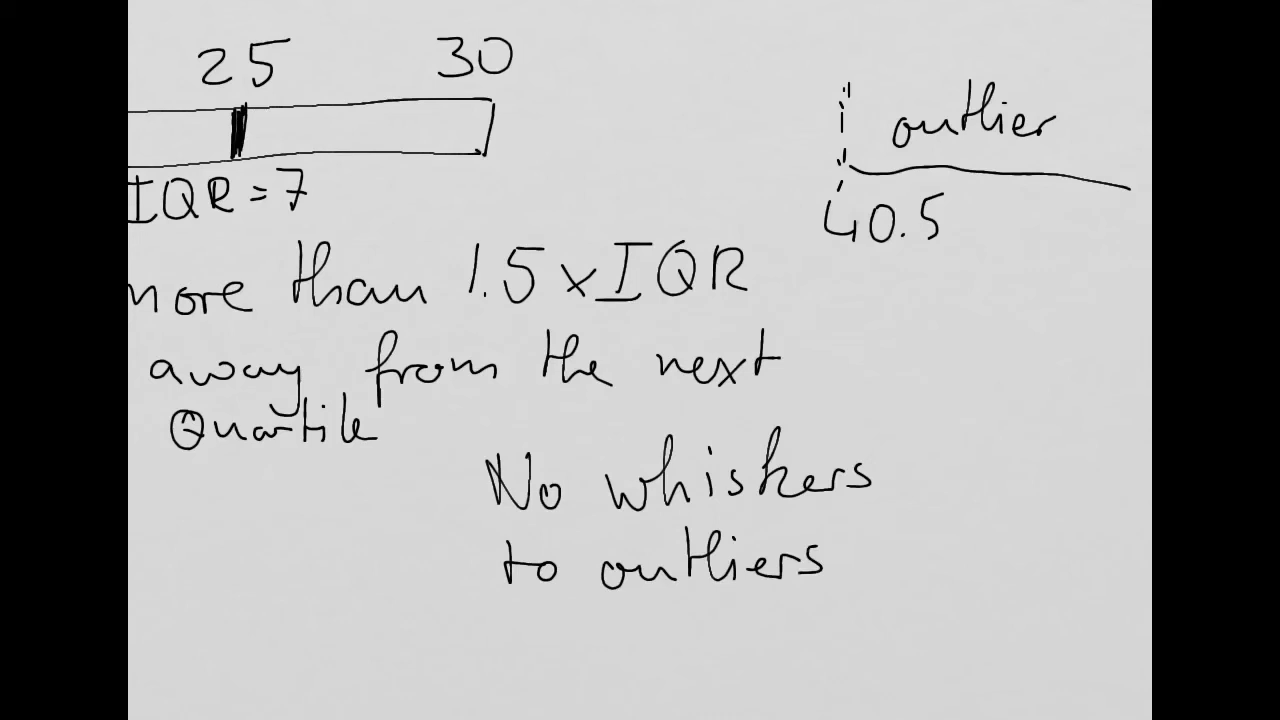 25 30
outlier
IQR = 7
40.5
more than 1.5 x IQR
away from the next
Quartile
No whiskers
to outliers